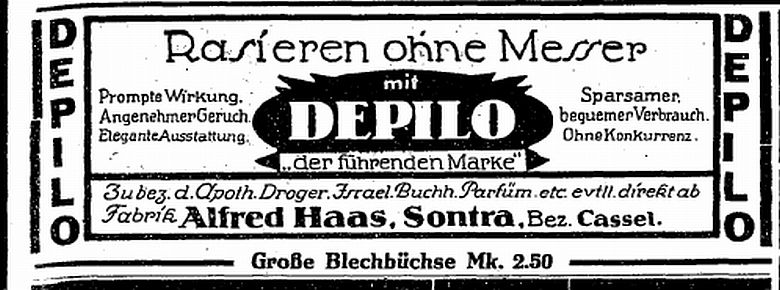 DEPILO
Rasieren ohne Messer
mit
DEPILO
„der führenden Marke"
Prompte Wirkung.
Angenehmer Geruch.
Elegante Ausstattung.
Sparsamer,
bequemer Verbrauch.
Ohne Konkurrenz.
Zu bez. d. Apoth. Droger. Israel. Buchh. Parfüm. etc. evtll. direkt ab
Fabrik Alfred Haas, Sontra, Bez. Cassel.
DEPILO
Große Blechbüchse Mk. 2.50